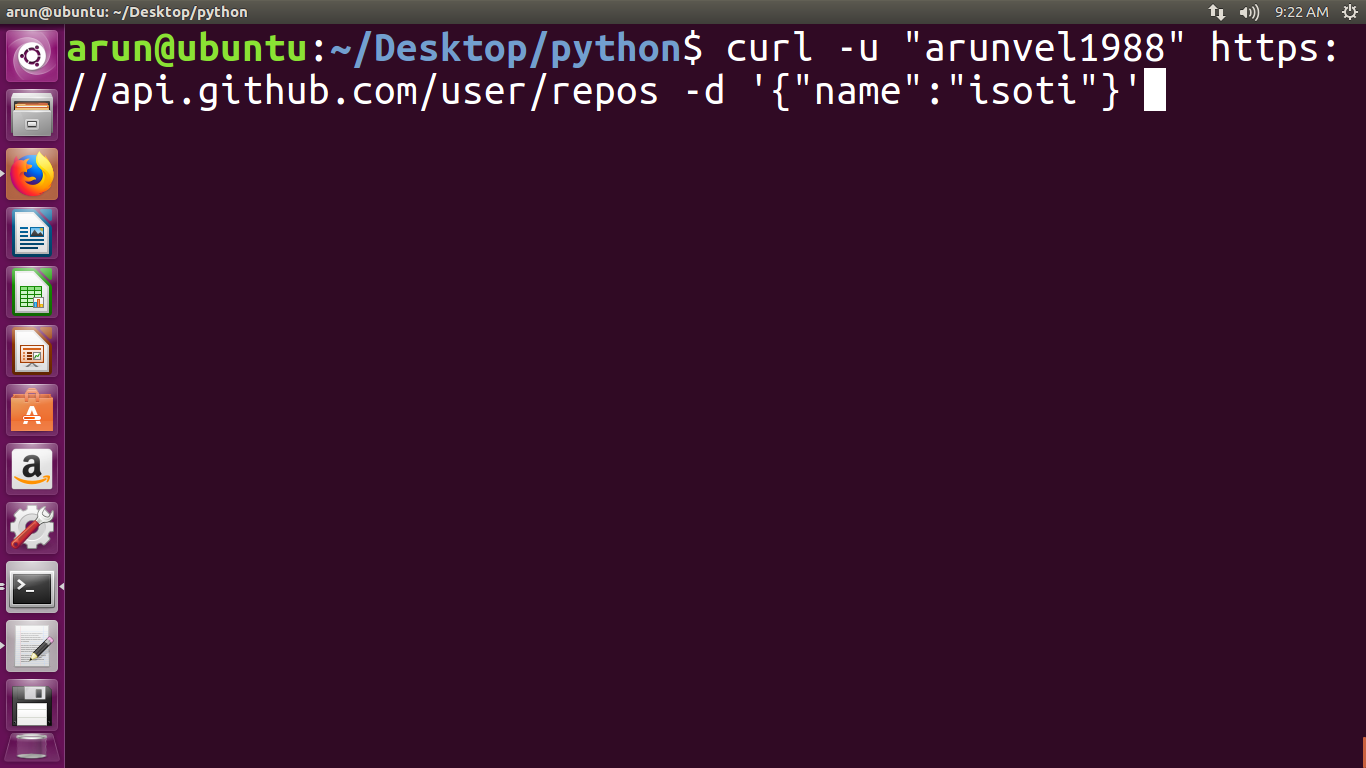 arun@ubuntu: ~/Desktop/python
9:22 AM
arun@ubuntu:~/Desktop/python$ curl -u "arunvel1988" https:
//api.github.com/user/repos -d '{"name":"isoti"}'